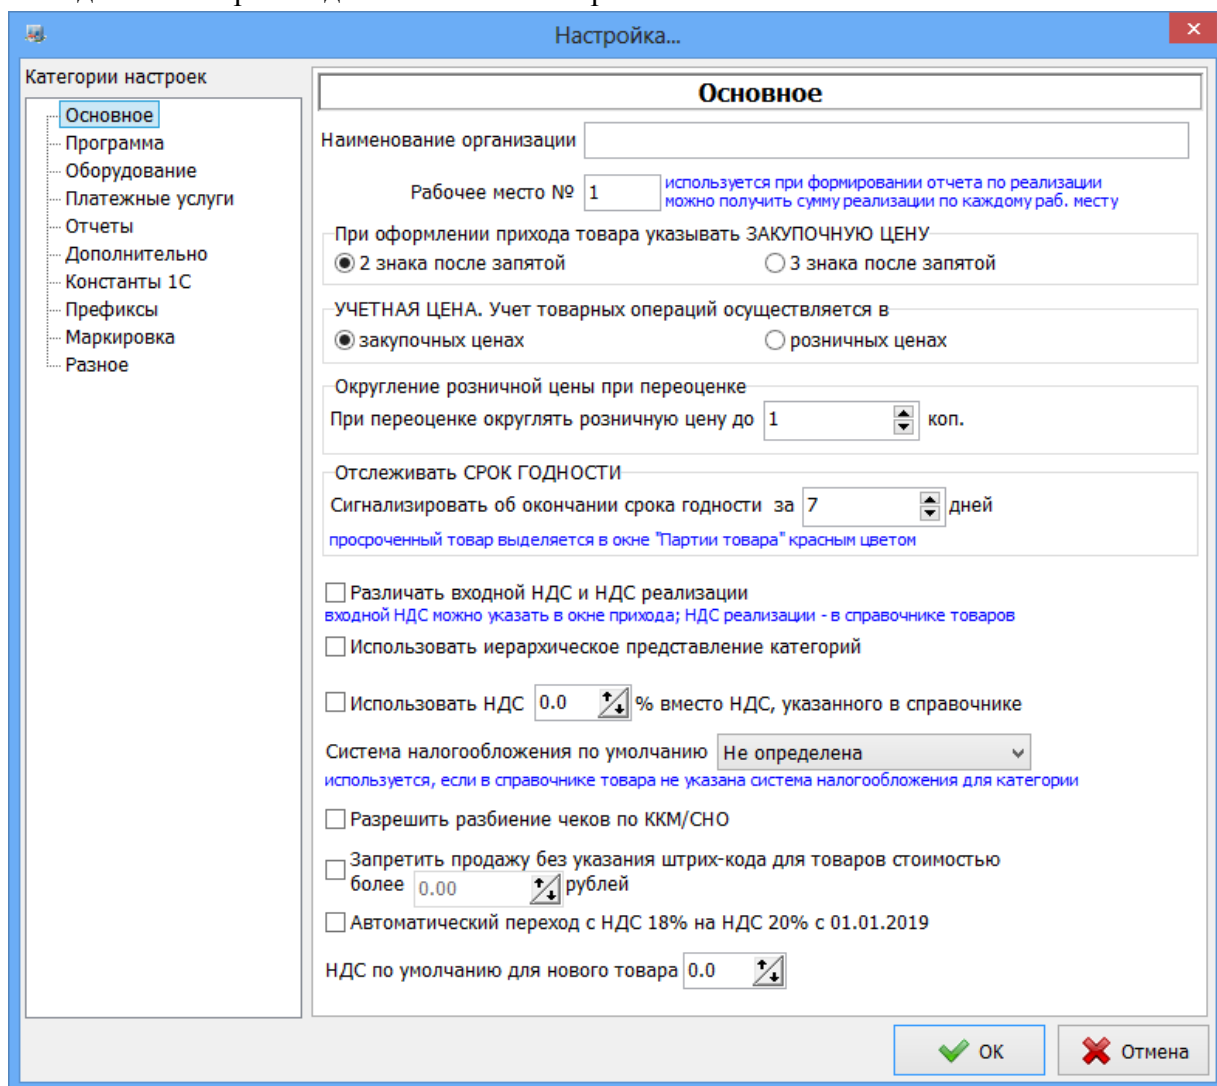 Настройка...
Категории настроек
Основное
Программа
Оборудование
Платежные услуги
Отчеты
Дополнительно
Константы 1С
Префиксы
Маркировка
Разное
Основное
Наименование организации
Рабочее место № 1
используется при формировании отчета по реализации
можно получить сумму реализации по каждому раб. месту
При оформлении прихода товара указывать ЗАКУПОЧНУЮ ЦЕНУ
2 знака после запятой 3 знака после запятой
УЧЕТНАЯ ЦЕНА. Учет товарных операций осуществляется в
закупочных ценах розничных ценах
Округление розничной цены при переоценке
При переоценке округлять розничную цену до 1 коп.
Отслеживать СРОК ГОДНОСТИ
Сигнализировать об окончании срока годности за 7 дней
просроченный товар выделяется в окне "Партии товара" красным цветом
Различать входной НДС и НДС реализации
входной НДС можно указать в окне прихода; НДС реализации - в справочнике товаров
Использовать иерархическое представление категорий
Использовать НДС 0.0 % вместо НДС, указанного в справочнике
Система налогообложения по умолчанию Не определена
используется, если в справочнике товара не указана система налогообложения для категории
Разрешить разбиение чеков по ККМ/СНО
Запретить продажу без указания штрих-кода для товаров стоимостью
более 0.00 рублей
Автоматический переход с НДС 18% на НДС 20% с 01.01.2019
НДС по умолчанию для нового товара 0.0
ОК Отмена